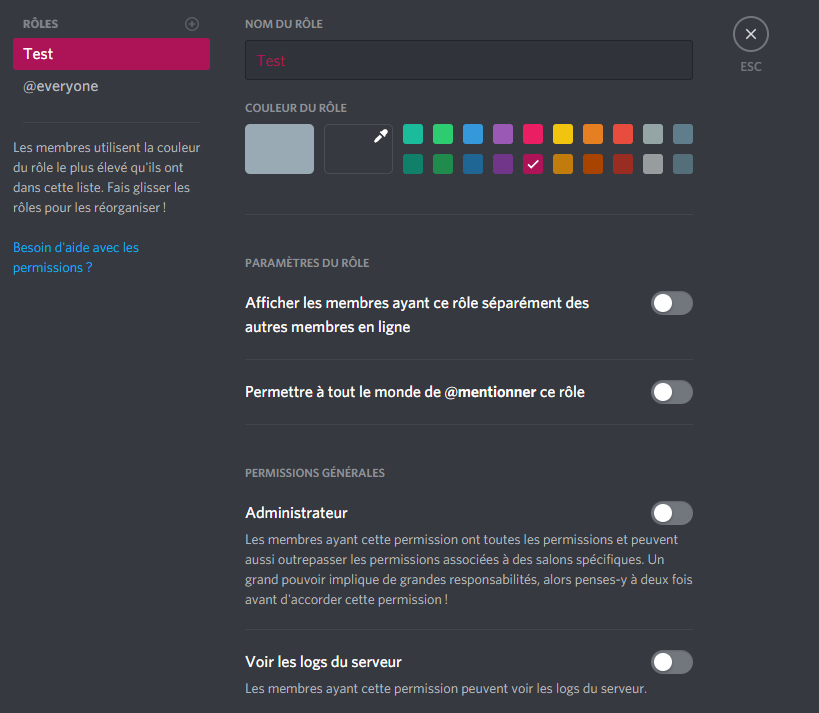 RÔLES
Test
@everyone
Les membres utilisent la couleur
du rôle le plus élevé qu'ils ont
dans cette liste. Fais glisser les
rôles pour les réorganiser !
Besoin d'aide avec les
permissions ?
NOM DU RÔLE
Test
COULEUR DU RÔLE
PARAMÈTRES DU RÔLE
Afficher les membres ayant ce rôle séparément des
autres membres en ligne
Permettre à tout le monde de @mentionner ce rôle
PERMISSIONS GÉNÉRALES
Administrateur
Les membres ayant cette permission ont toutes les permissions et peuvent
aussi outrepasser les permissions associées à des salons spécifiques. Un
grand pouvoir implique de grandes responsabilités, alors penses-y à deux fois
avant d'accorder cette permission !
Voir les logs du serveur
Les membres ayant cette permission peuvent voir les logs du serveur.
ESC